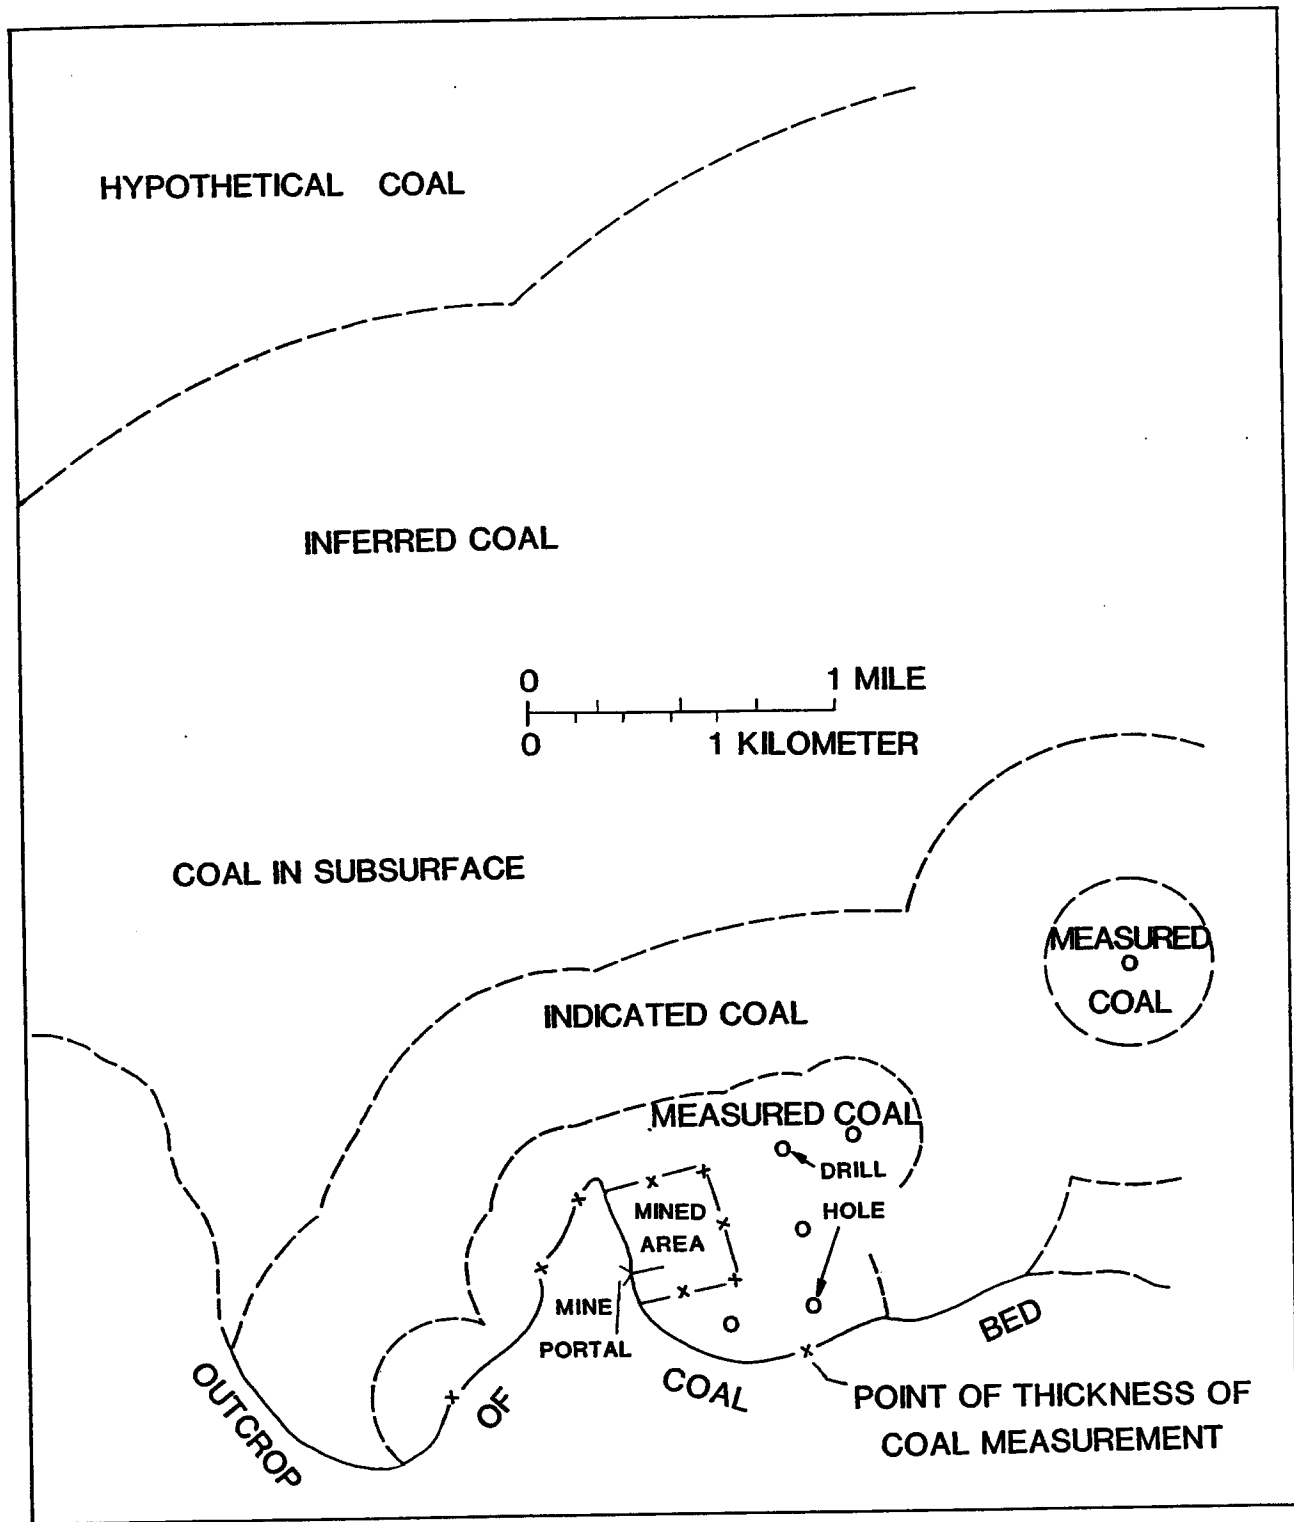 HYPOTHETICAL COAL
INFERRED COAL
0 1 MILE
0 1 KILOMETER
COAL IN SUBSURFACE
MEASURED
COAL
INDICATED COAL
MEASURED COAL
DRILL
HOLE
MINED
AREA
MINE
PORTAL
OUTCROP
OF
COAL
BED
POINT OF THICKNESS OF
COAL MEASUREMENT